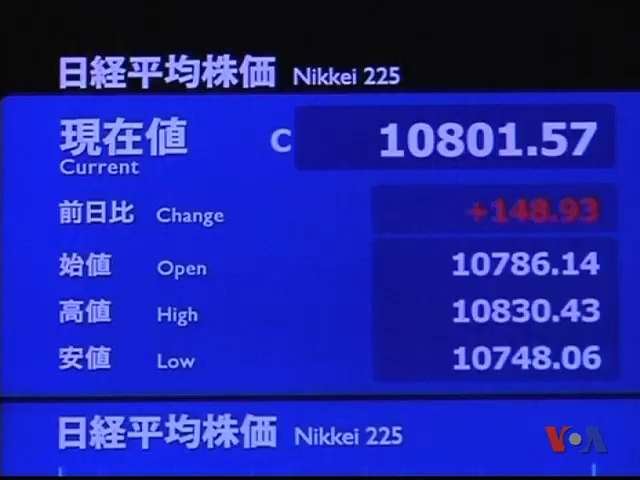 日経平均株価 Nikkei 225
現在値 C 10801.57
Current
前日比 Change +148.93
始値 Open 10786.14
高値 High 10830.43
安値 Low 10748.06
日経平均株価 Nikkei 225
VOA